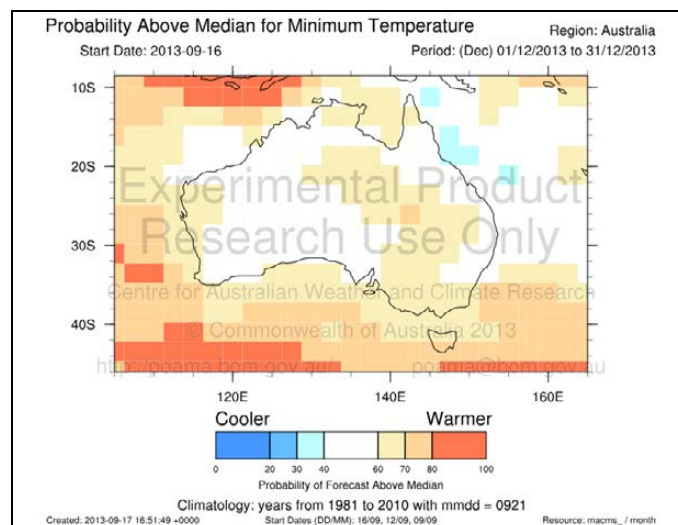 Probability Above Median for Minimum Temperature
Region: Australia
Start Date: 2013-09-16
Period: (Dec) 01/12/2013 to 31/12/2013
10S
20S
30S
40S
Experimental Product
Research Use Only
Centre for Australian Weather and Climate Research
© Commonwealth of Australia 2013
http://poama.bom.gov.au/ poama@bom.gov.au
120E 140E 160E
Cooler Warmer
0 20 30 40 60 70 80 100
Probability of Forecast Above Median
Climatology: years from 1981 to 2010 with mmdd = 0921
Created: 2013-09-17 16:51:49 +0000 Start Dates (DD/MM): 16/09, 12/09, 09/09 Resource: macms_ / month